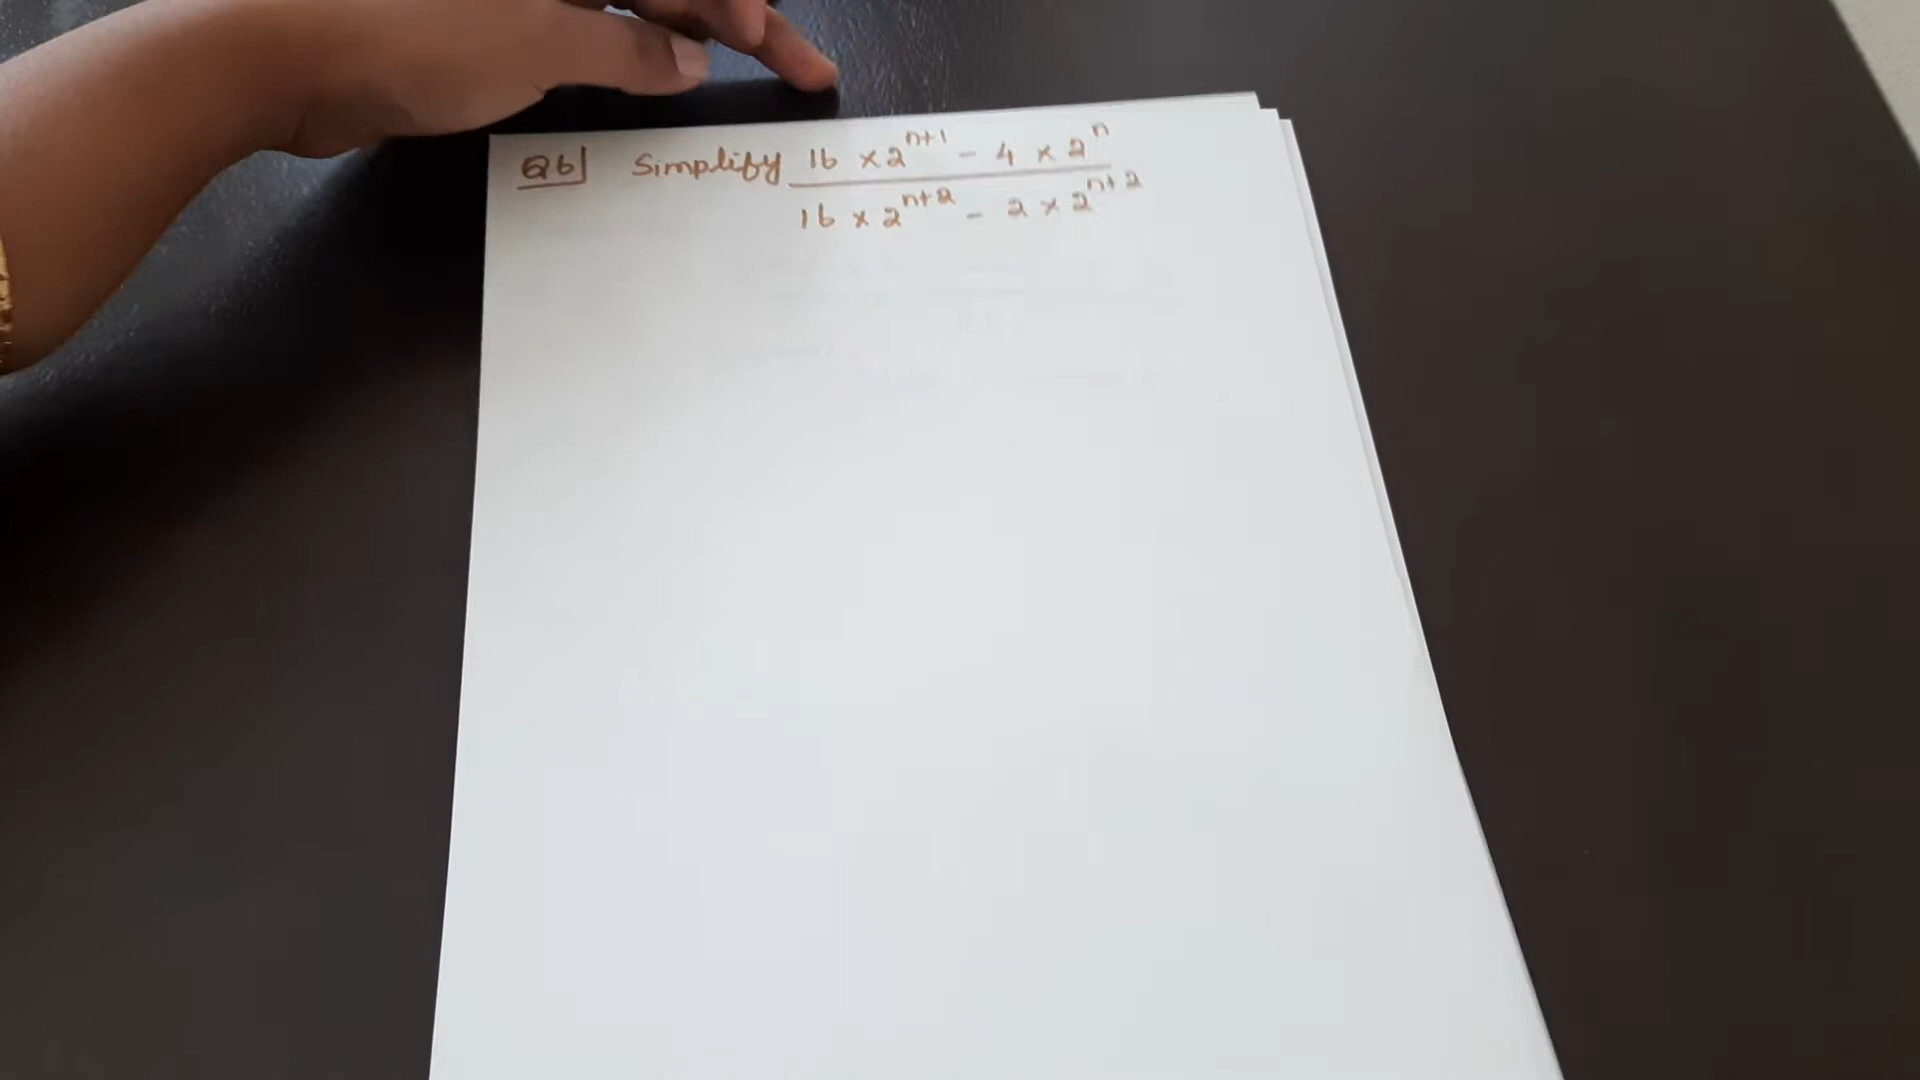 Q6] Simplify 16 × 2^{n+1} - 4 × 2^n
16 × 2^{n+2} - 2 × 2^{n+2}